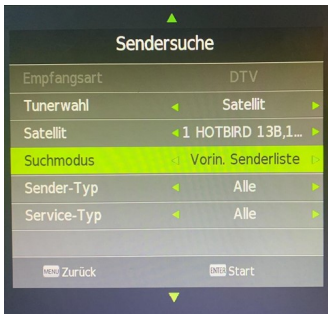 Sendersuche
Empfangsart DTV
Tunerwahl Satellit
Satellit 1 HOTBIRD 13B,1...
Suchmodus Vorin. Senderliste
Sender-Typ Alle
Service-Typ Alle
MENU Zurück ENTER Start